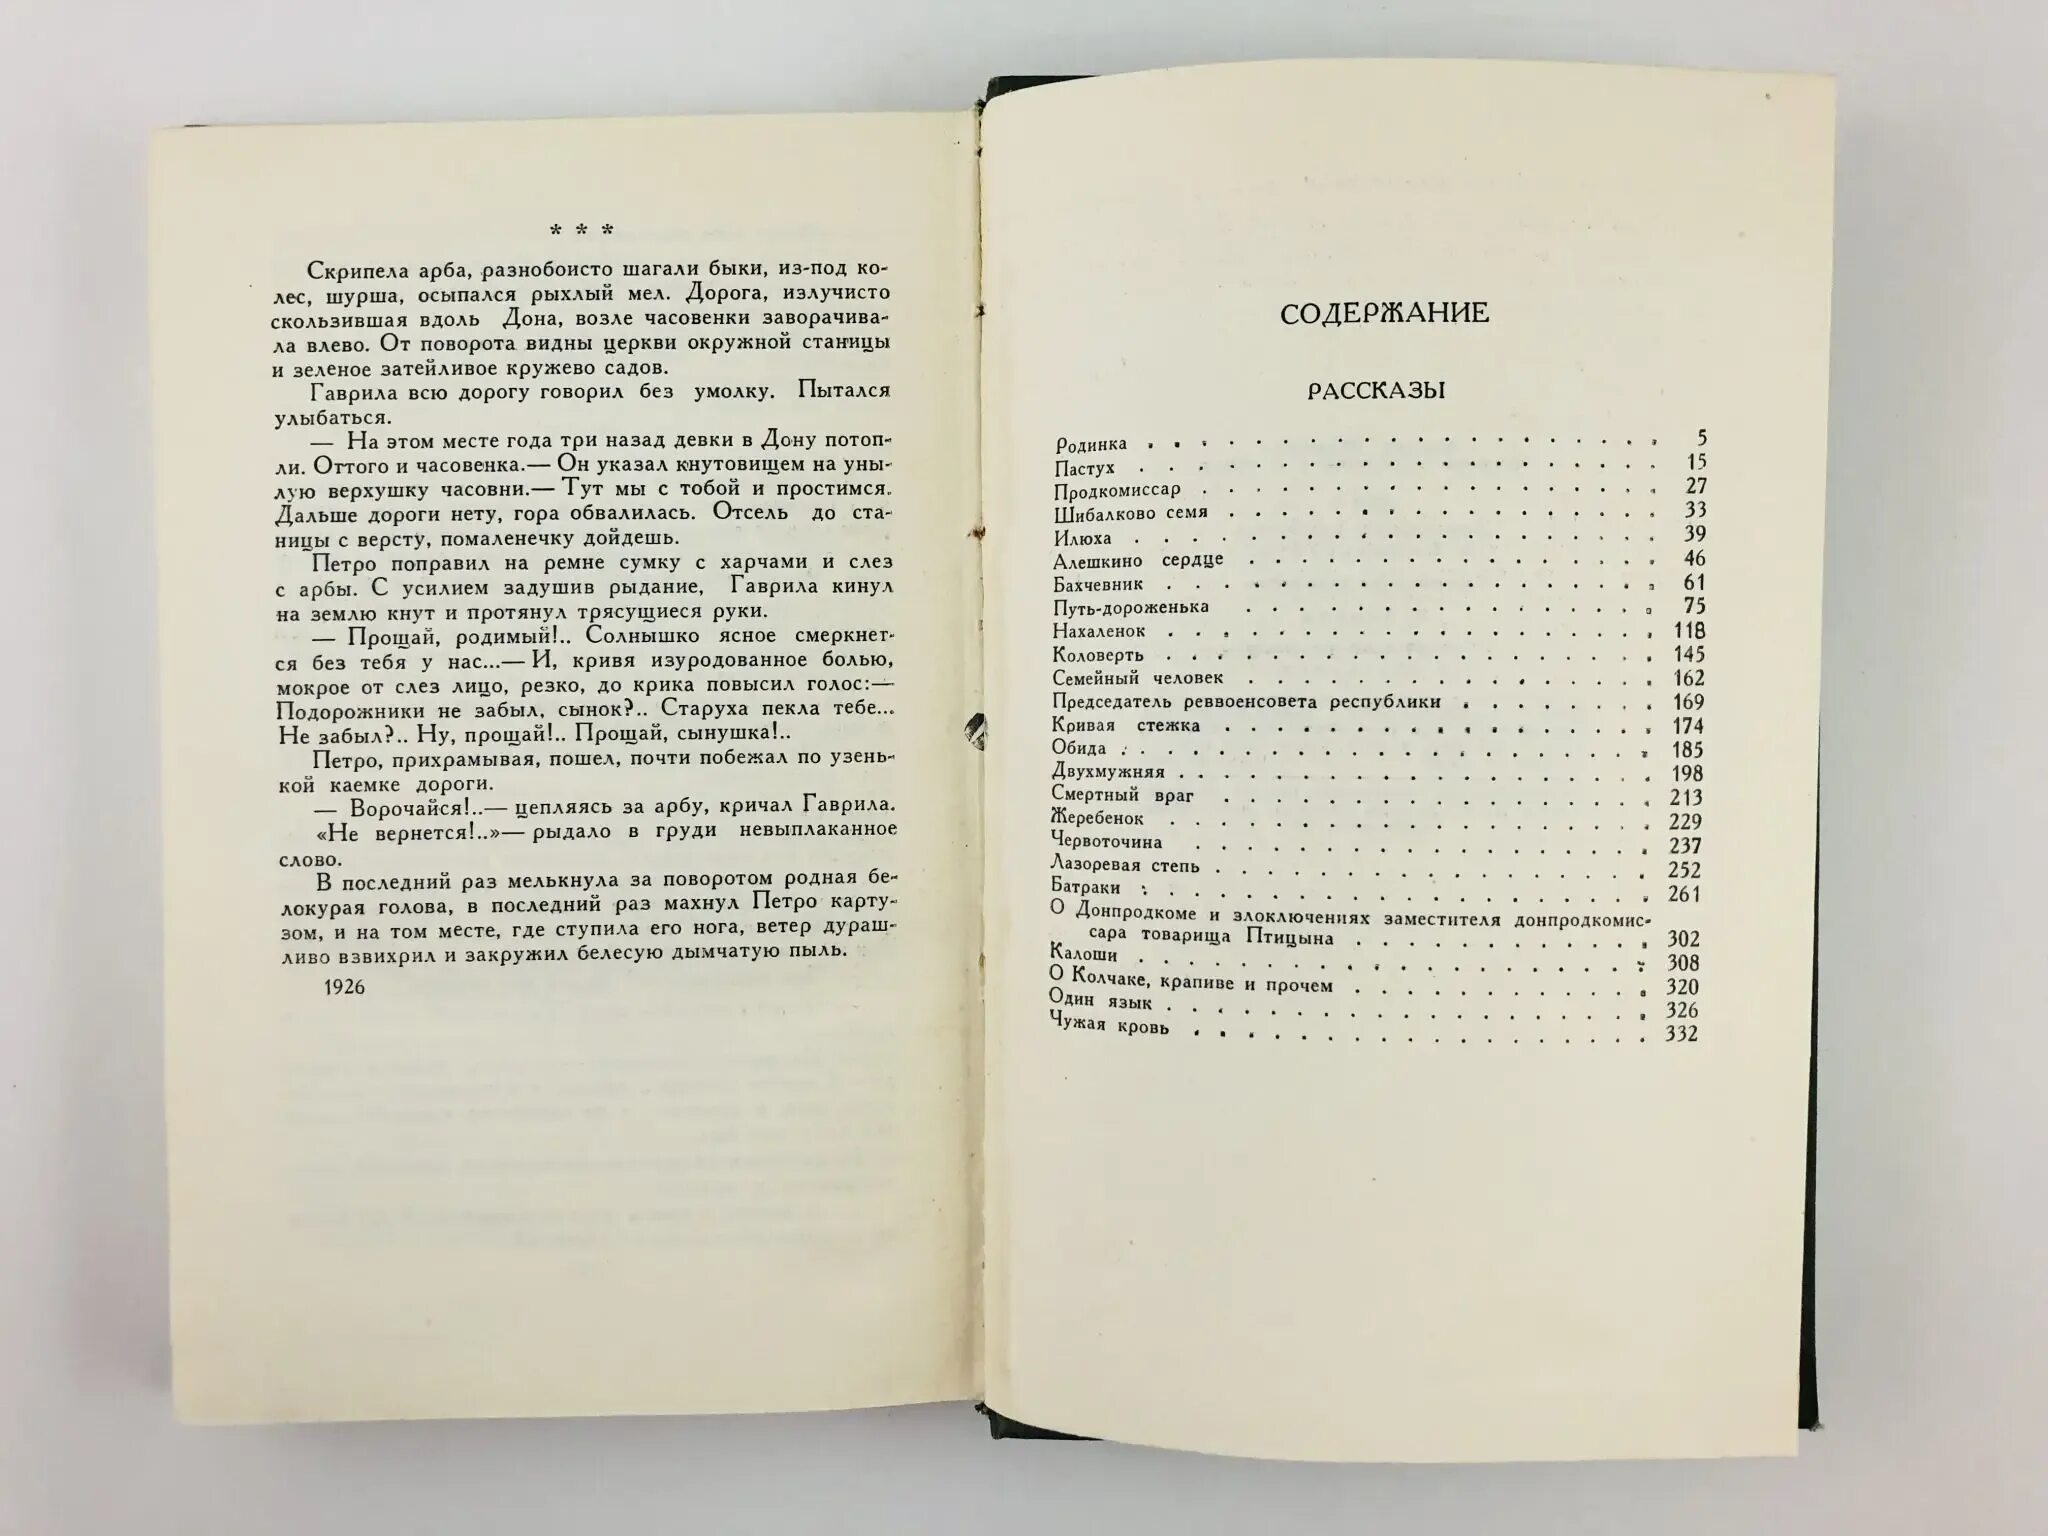 * * *
Скрипела арба, разнобоисто шагали быки, из-под ко-
лес, шурша, осыпался рыхлый мел. Дорога, излучисто
скользившая вдоль Дона, возле часовенки заворачива-
ла влево. От поворота видны церкви окружной станицы
и зеленое затейливое кружево садов.
Гаврила всю дорогу говорил без умолку. Пытался
улыбаться.
— На этом месте года три назад девки в Дону потоп-
ли. Оттого и часовенка.— Он указал кнутовищем на уны-
лую верхушку часовни.— Тут мы с тобой и простимся.
Дальше дороги нету, гора обвалилась. Отсель до ста-
ницы с версту, помаленечку дойдешь.
Петро поправил на ремне сумку с харчами и слез
с арбы. С усилием задушив рыдание, Гаврила кинул
на землю кнут и протянул трясущиеся руки.
— Прощай, родимый!.. Солнышко ясное смеркнет-
ся без тебя у нас...— И, кривя изуродованное болью,
мокрое от слез лицо, резко, до крика повысил голос:—
Подорожники не забыл, сынок?.. Старуха пекла тебе...
Не забыл?.. Ну, прощай!.. Прощай, сынушка!..
Петро, прихрамывая, пошел, почти побежал по узень-
кой каемке дороги.
— Ворочайся!..— цепляясь за арбу, кричал Гаврила.
«Не вернется!..»— рыдало в груди невыплаканное
слово.
В последний раз мелькнула за поворотом родная бе-
локурая голова, в последний раз махнул Петро карту-
зом, и на том месте, где ступила его нога, ветер дураш-
ливо взвихрил и закружил белесую дымчатую пыль.
1926
СОДЕРЖАНИЕ
РАССКАЗЫ
Родинка . . . . . . . . . . . . . . . . . . . . 5
Пастух . . . . . . . . . . . . . . . . . . . . 15
Продкомиссар . . . . . . . . . . . . . . . . . . 27
Шибалково семя . . . . . . . . . . . . . . . . . 33
Илюха . . . . . . . . . . . . . . . . . . . . 39
Алешкино сердце . . . . . . . . . . . . . . . . 46
Бахчевник . . . . . . . . . . . . . . . . . . . 61
Путь-дороженька . . . . . . . . . . . . . . . . 75
Нахаленок . . . . . . . . . . . . . . . . . . . 118
Коловерть . . . . . . . . . . . . . . . . . . . 145
Семейный человек . . . . . . . . . . . . . . . . 162
Председатель реввоенсовета республики . . . . . . . . 169
Кривая стежка . . . . . . . . . . . . . . . . . 174
Обида . . . . . . . . . . . . . . . . . . . . 185
Двухмужняя . . . . . . . . . . . . . . . . . . 198
Смертный враг . . . . . . . . . . . . . . . . . 213
Жеребенок . . . . . . . . . . . . . . . . . . . 229
Червоточина . . . . . . . . . . . . . . . . . . 237
Лазоревая степь . . . . . . . . . . . . . . . . . 252
Батраки . . . . . . . . . . . . . . . . . . . . 261
О Донпродкоме и злоключениях заместителя донпродкомис-
сара товарища Птицына . . . . . . . . . . . . 302
Калоши . . . . . . . . . . . . . . . . . . . . 308
О Колчаке, крапиве и прочем . . . . . . . . . . . . 320
Один язык . . . . . . . . . . . . . . . . . . . 326
Чужая кровь . . . . . . . . . . . . . . . . . . 332